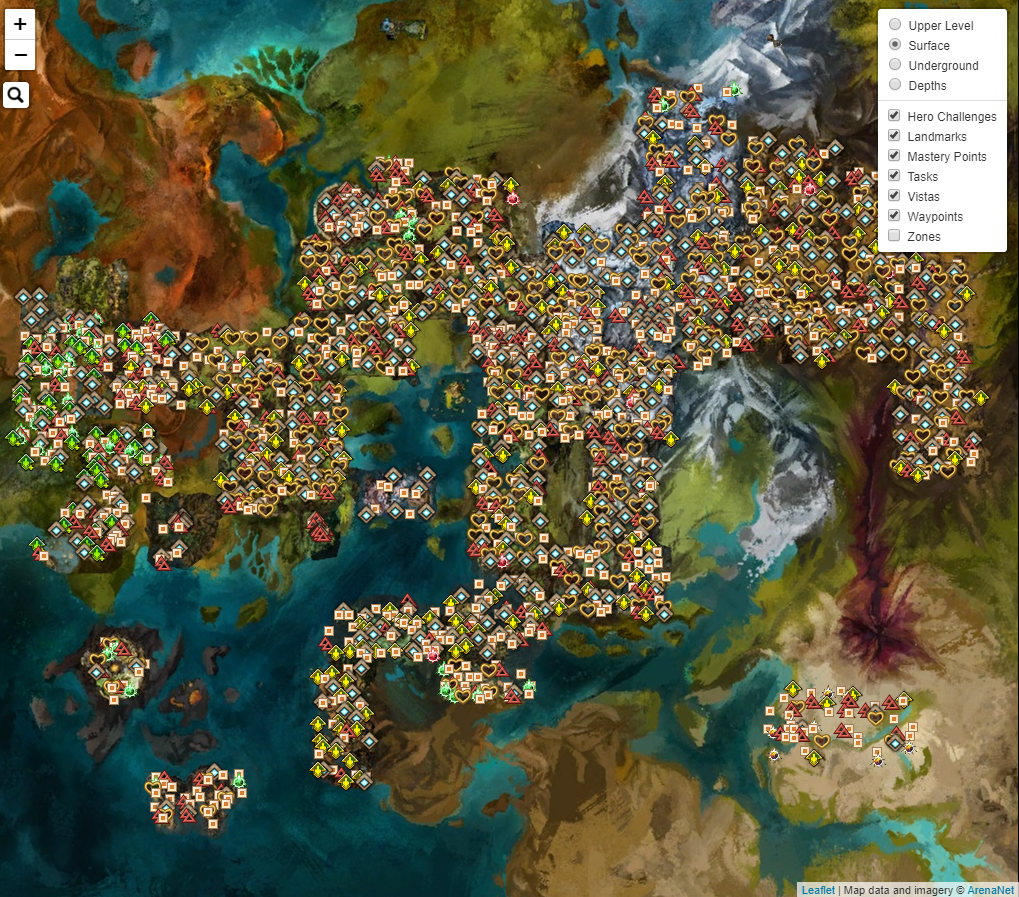 +
−
Upper Level
Surface
Underground
Depths
Hero Challenges
Landmarks
Mastery Points
Tasks
Vistas
Waypoints
Zones
Leaflet | Map data and imagery © ArenaNet